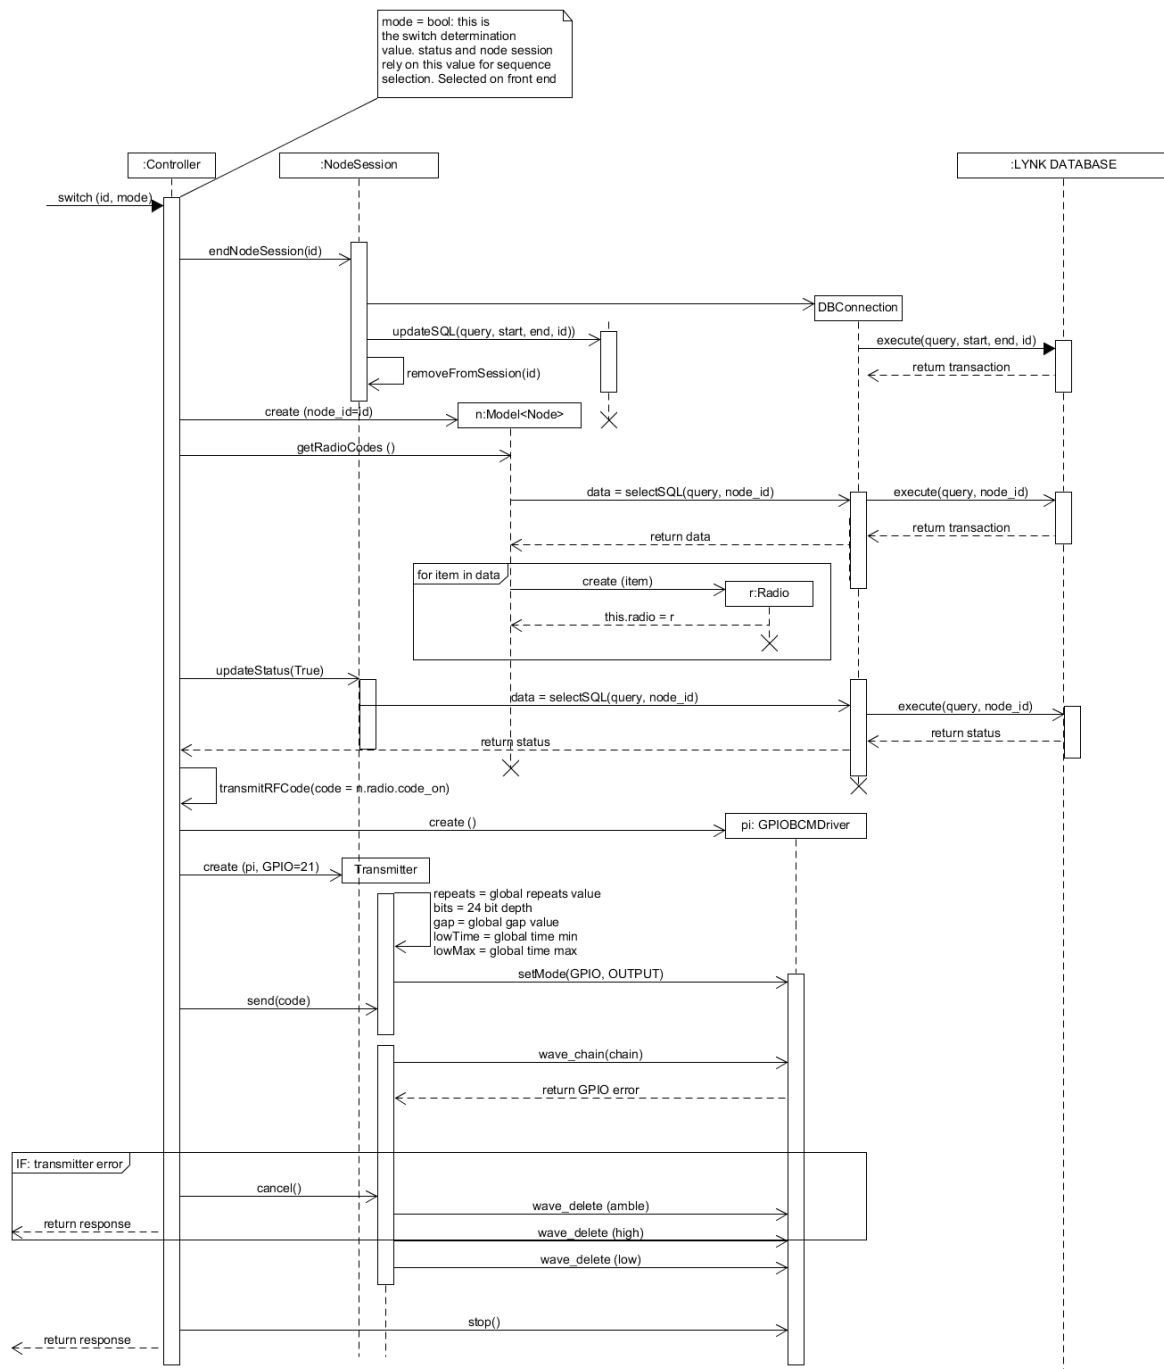 mode = bool: this is
the switch determination
value. status and node session
rely on this value for sequence
selection. Selected on front end
:Controller
:NodeSession
:LYNK DATABASE
switch (id, mode)
endNodeSession(id)
DBConnection
updateSQL(query, start, end, id))
execute(query, start, end, id)
return transaction
removeFromSession(id)
create (node_id=id)
n:Model<Node>
getRadioCodes ()
data = selectSQL(query, node_id)
execute(query, node_id)
return transaction
return data
for item in data
create (item)
r:Radio
this.radio = r
updateStatus(True)
data = selectSQL(query, node_id)
execute(query, node_id)
return status
return status
transmitRFCode(code = n.radio.code_on)
create ()
pi: GPIOBCMDriver
create (pi, GPIO=21)
Transmitter
repeats = global repeats value
bits = 24 bit depth
gap = global gap value
lowTime = global time min
lowMax = global time max
setMode(GPIO, OUTPUT)
send(code)
wave_chain(chain)
return GPIO error
IF: transmitter error
cancel()
wave_delete (amble)
return response
wave_delete (high)
wave_delete (low)
stop()
return response